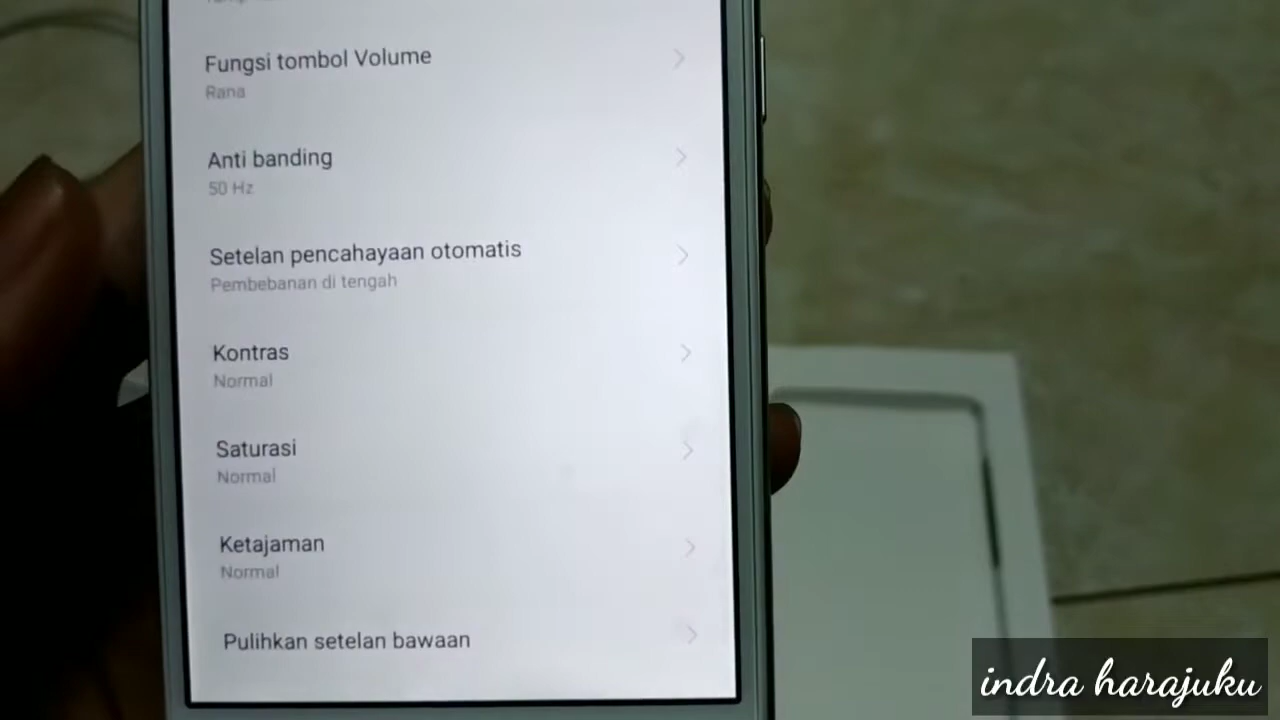 Fungsi tombol Volume
Rana
Anti banding
50 Hz
Setelan pencahayaan otomatis
Pembebanan di tengah
Kontras
Normal
Saturasi
Normal
Ketajaman
Normal
Pulihkan setelan bawaan
indra harajuku